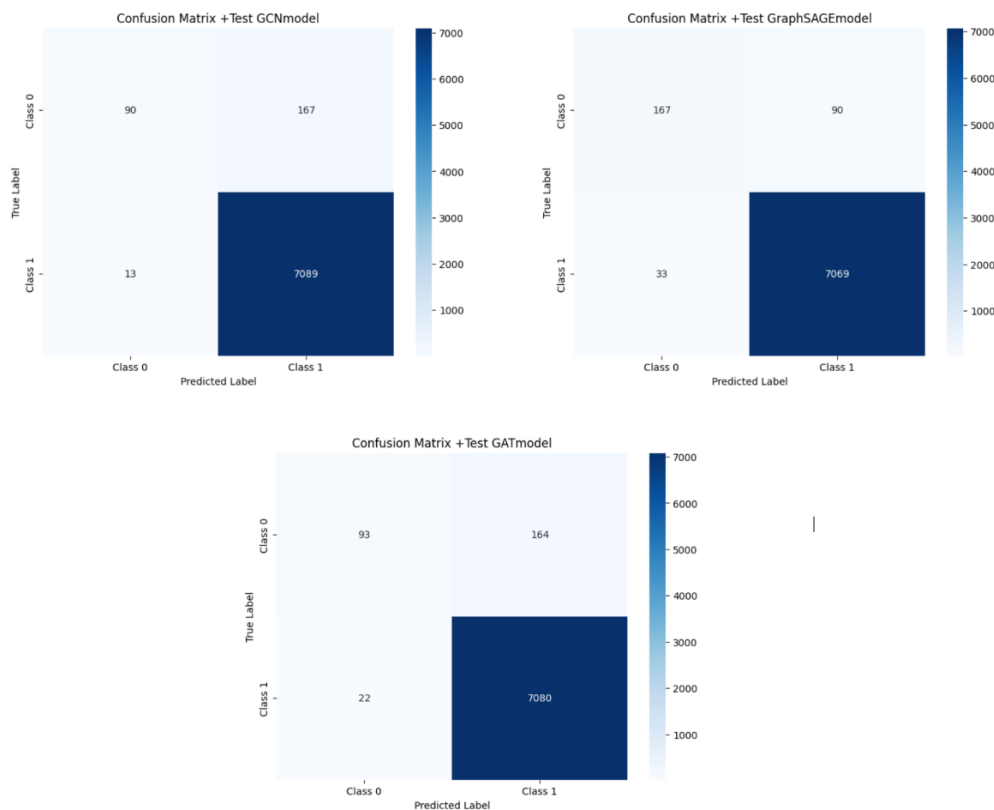 Confusion Matrix +Test GCNmodel
Class 0
Class 1
True Label
90
167
13
7089
Class 0
Class 1
Predicted Label
7000
6000
5000
4000
3000
2000
1000
Confusion Matrix +Test GraphSAGEmodel
Class 0
Class 1
True Label
167
90
33
7069
Class 0
Class 1
Predicted Label
7000
6000
5000
4000
3000
2000
1000
Confusion Matrix +Test GATmodel
Class 0
Class 1
True Label
93
164
22
7080
Class 0
Class 1
Predicted Label
7000
6000
5000
4000
3000
2000
1000